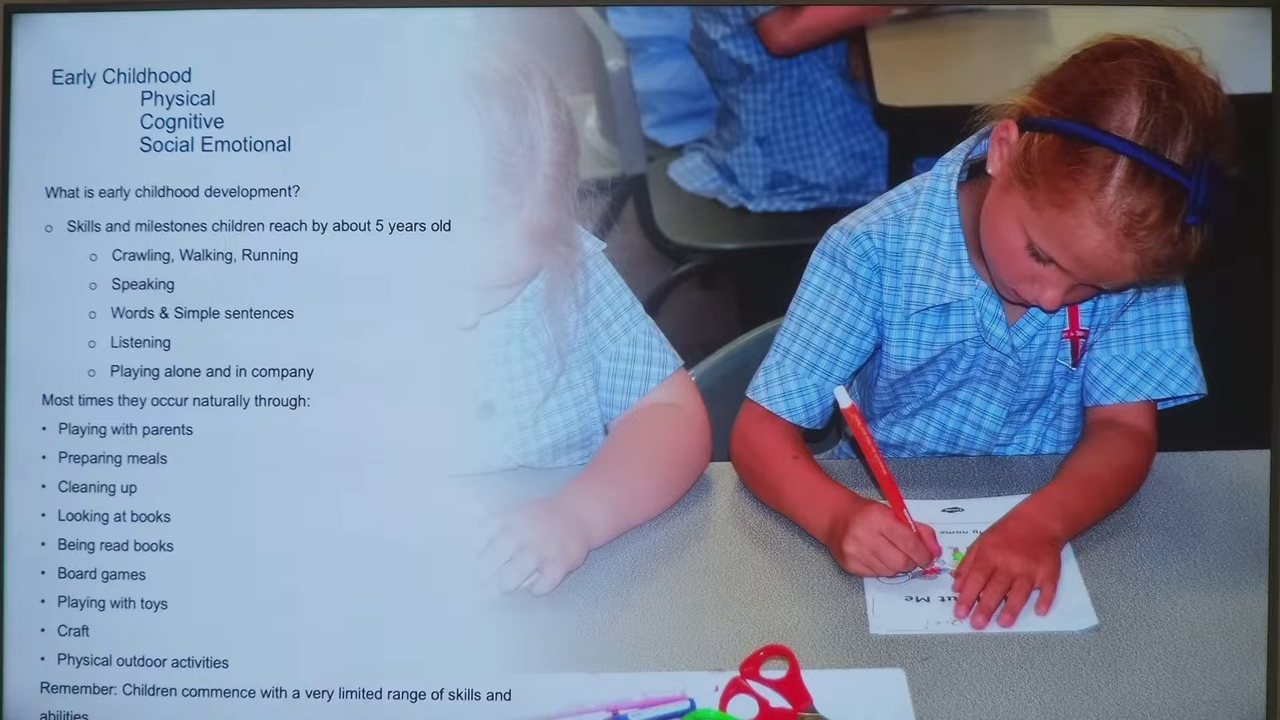 Early Childhood
Physical
Cognitive
Social Emotional
What is early childhood development?
o Skills and milestones children reach by about 5 years old
o Crawling, Walking, Running
o Speaking
o Words & Simple sentences
o Listening
o Playing alone and in company
Most times they occur naturally through:
• Playing with parents
• Preparing meals
• Cleaning up
• Looking at books
• Being read books
• Board games
• Playing with toys
• Craft
• Physical outdoor activities
Remember: Children commence with a very limited range of skills and
abilities
name
Me